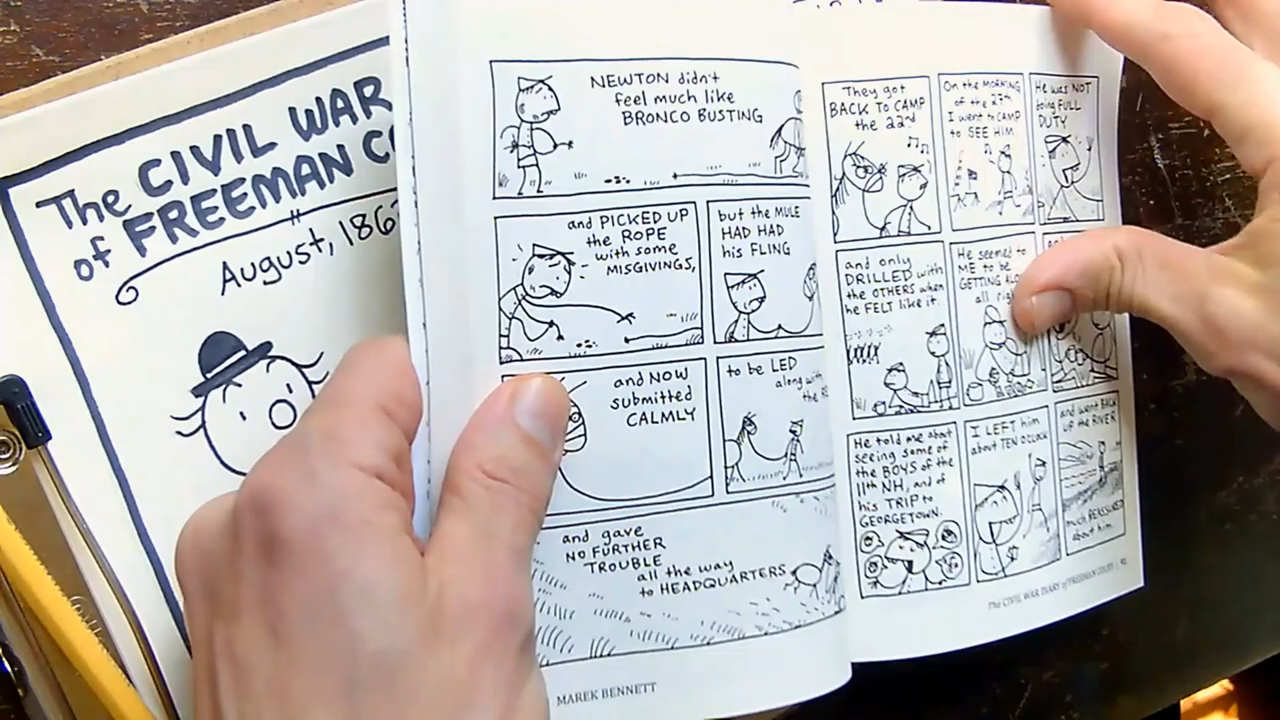 The CIVIL WAR
of FREEMAN
August, 186
NEWTON didn't
feel much like
BRONCO BUSTING
and PICKED UP
the ROPE
with some
MISGIVINGS,
but the MULE
HAD HAD
his FLING
and NOW
submitted
CALMLY
to be LED
along with
the
and gave
NO FURTHER
TROUBLE
all the way
to HEADQUARTERS
MAREK BENNETT
They got
BACK TO CAMP
the 22nd
On the MORNING
of the 27th
I went to CAMP
to SEE HIM.
He was NOT
doing FULL
DUTY
and only
DRILLED with
the OTHERS when
he FELT like it.
He seemed to
ME to be
GETTING
all
He told me about
seeing some of
the BOYS of the
11th NH, and of
his TRIP to
GEORGETOWN.
I LEFT him
about TEN O'CLOCK
and went BACK
UP the RIVER
much REASSURED
about him.
The CIVIL WAR DIARY of FREEMAN COLBY